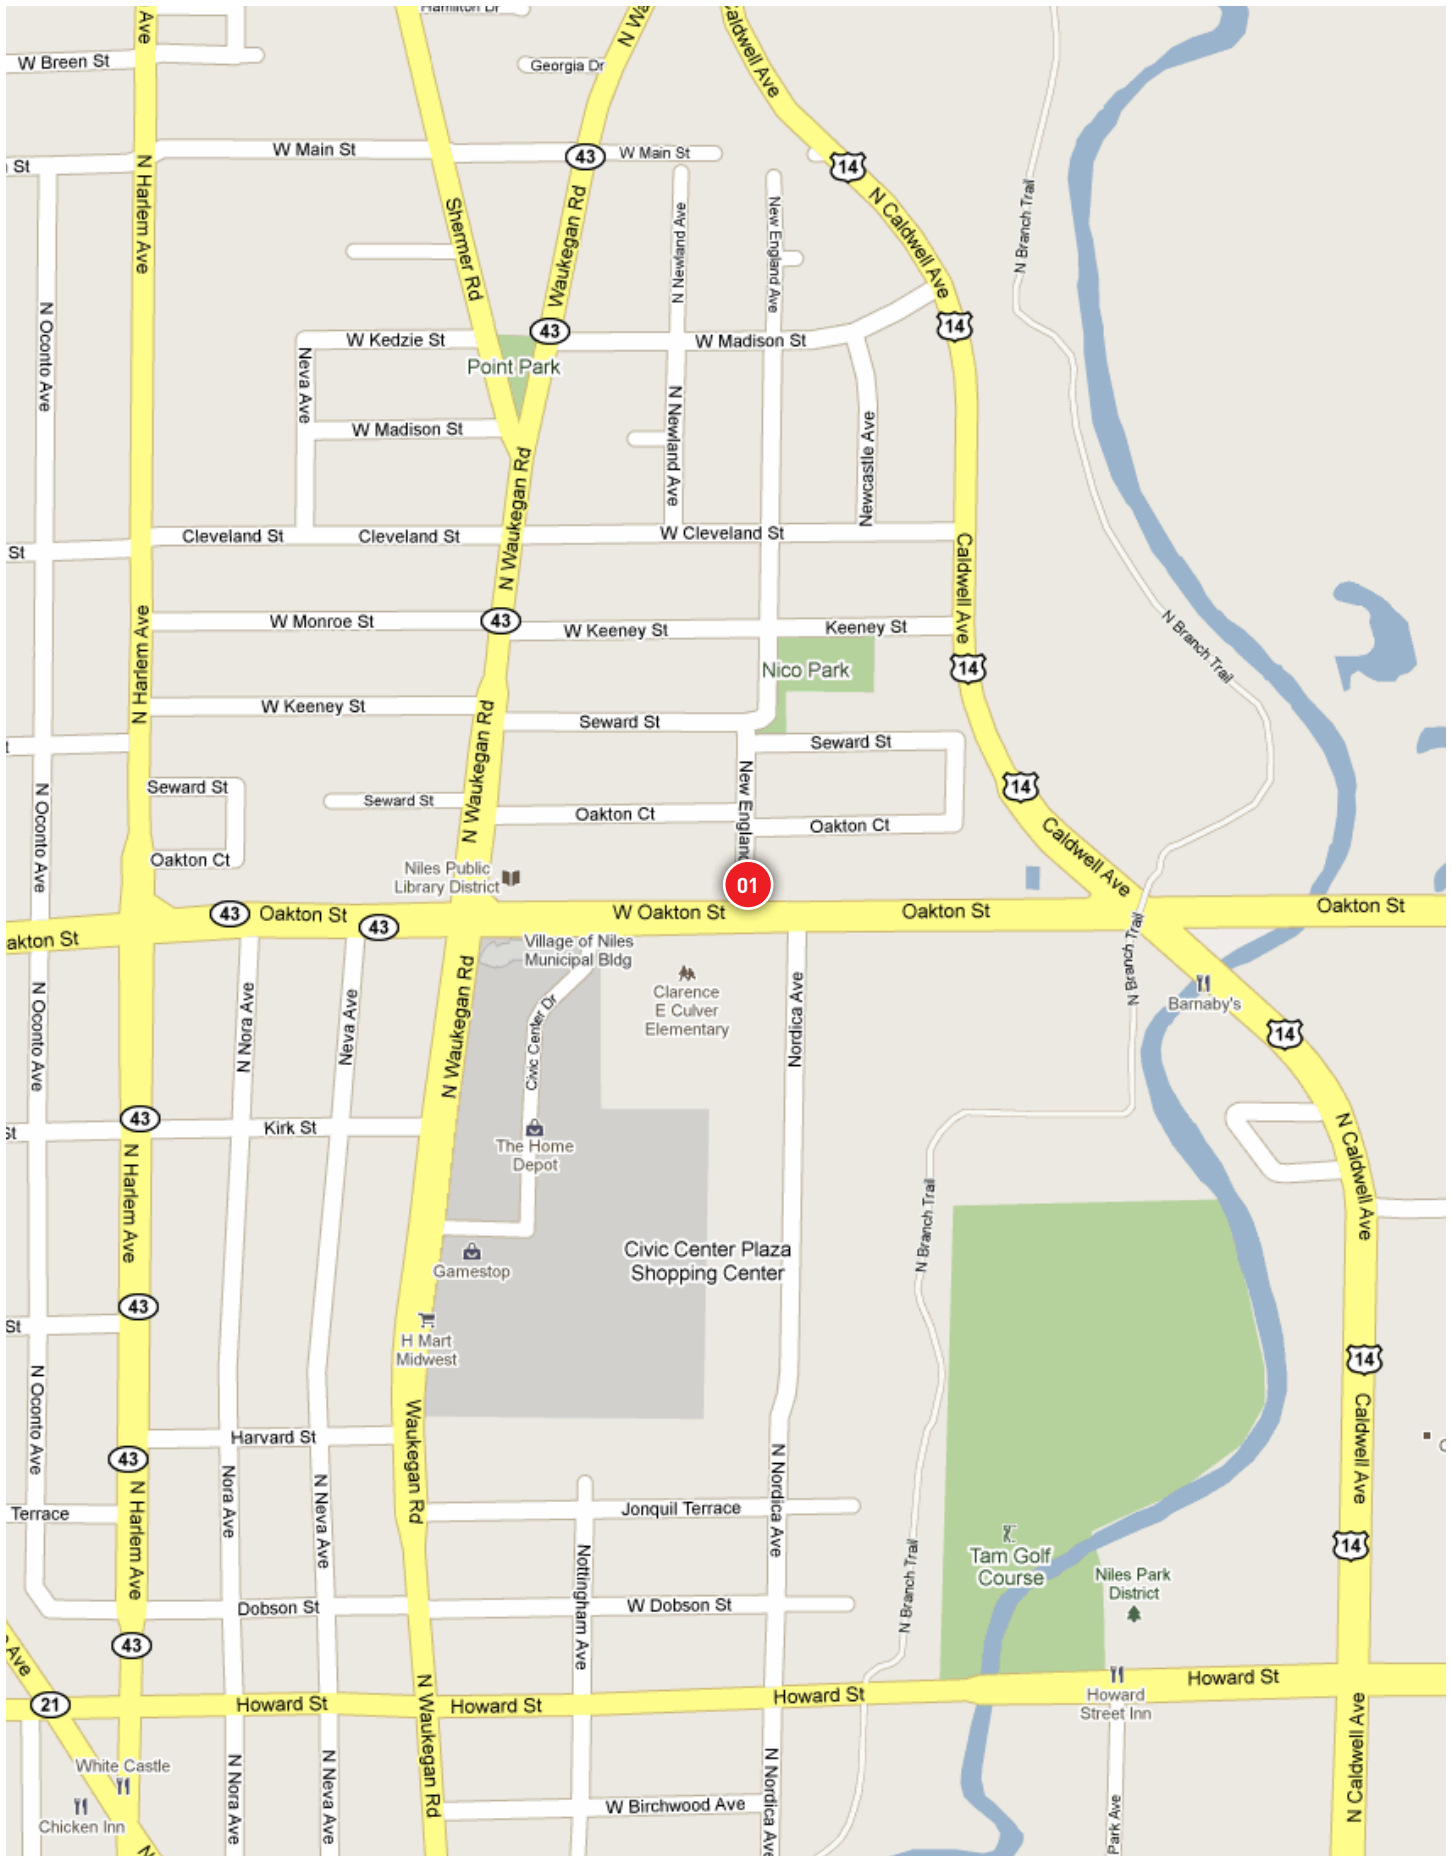 Hamilton Dr
Ave
N Wa
Caldwell Ave
W Breen St
Georgia Dr
W Main St
43
W Main St
14
St
N Harlem Ave
Shermer Rd
Waukegan Rd
N Newland Ave
New England Ave
N Caldwell Ave
N Branch Trail
N Oconto Ave
43
14
W Kedzie St
W Madison St
Neva Ave
Point Park
W Madison St
N Newland Ave
Newcastle Ave
N Waukegan Rd
Cleveland St
Cleveland St
W Cleveland St
St
Caldwell Ave
N Harlem Ave
W Monroe St
43
W Keeney St
Keeney St
N Branch Trail
Nico Park
14
W Keeney St
Seward St
Seward St
N Waukegan Rd
New England
N Oconto Ave
Seward St
Seward St
14
Oakton Ct
Oakton Ct
Caldwell Ave
Oakton Ct
Niles Public
Library District
01
43
Oakton St
43
W Oakton St
Oakton St
Oakton St
akton St
Village of Niles
Municipal Bldg
N Branch Trail
N Oconto Ave
N Nora Ave
Neva Ave
N Waukegan Rd
Civic Center Dr
Clarence
E Culver
Elementary
Nordica Ave
Barnaby's
14
43
St
Kirk St
The Home
Depot
N Caldwell Ave
N Harlem Ave
N Branch Trail
Civic Center Plaza
Shopping Center
Gamestop
43
St
H Mart
Midwest
14
N Oconto Ave
Waukegan Rd
Caldwell Ave
Harvard St
43
N Nordica Ave
Nora Ave
N Neva Ave
N Harlem Ave
Terrace
Jonquil Terrace
14
Tam Golf
Course
Niles Park
District
N Branch Trail
Nottingham Ave
Dobson St
W Dobson St
43
Ave
21
Howard St
Howard St
Howard St
Howard St
Howard
Street Inn
N Waukegan Rd
N Caldwell Ave
White Castle
N Nora Ave
N Neva Ave
N Nordica Ave
Chicken Inn
W Birchwood Ave
Park Ave
N